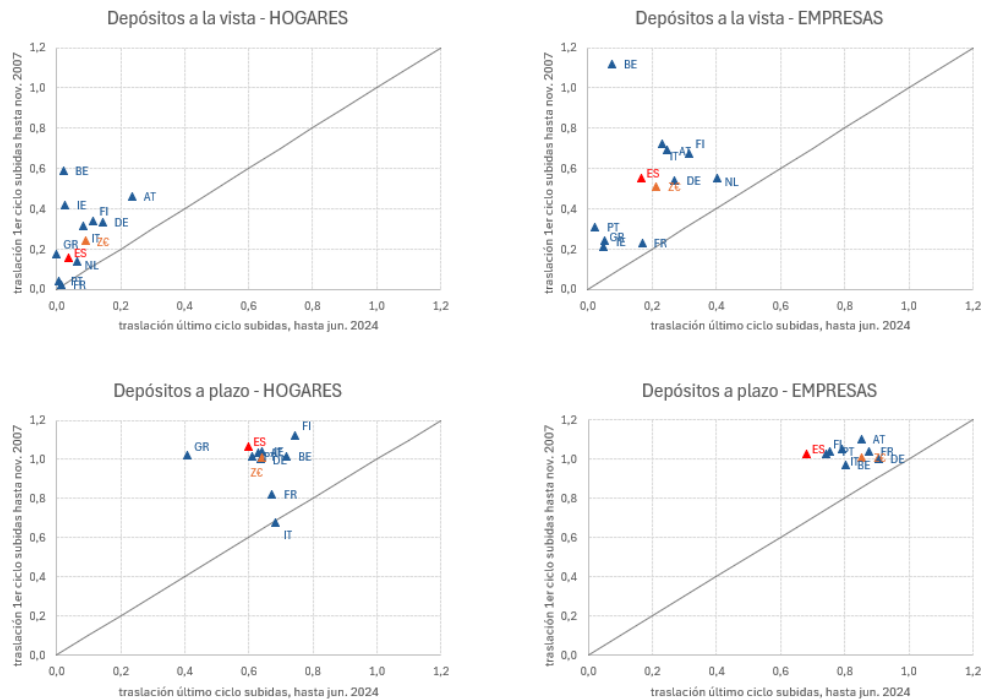 Depósitos a la vista - HOGARES
traslación 1er ciclo subidas hasta nov. 2007
1,2
1,0
0,8
0,6
0,4
0,2
0,0
BE
IE
AT
FI
DE
IT
Z€
GR
ES
NL
PT
FR
0,0 0,2 0,4 0,6 0,8 1,0 1,2
traslación último ciclo subidas, hasta jun. 2024
Depósitos a la vista - EMPRESAS
traslación 1er ciclo subidas hasta nov. 2007
1,2
1,0
0,8
0,6
0,4
0,2
0,0
BE
FI
AT
IT
ES
DE
Z€
NL
PT
GR
IE
FR
0,0 0,2 0,4 0,6 0,8 1,0 1,2
traslación último ciclo subidas, hasta jun. 2024
Depósitos a plazo - HOGARES
traslación 1er ciclo subidas hasta nov. 2007
1,2
1,0
0,8
0,6
0,4
0,2
0,0
FI
ES
GR
IE
PT
DE
BE
Z€
FR
IT
0,0 0,2 0,4 0,6 0,8 1,0 1,2
traslación último ciclo subidas, hasta jun. 2024
Depósitos a plazo - EMPRESAS
traslación 1er ciclo subidas hasta nov. 2007
1,2
1,0
0,8
0,6
0,4
0,2
0,0
AT
FI
ES
PT
FR
IT
BE
Z€
DE
0,0 0,2 0,4 0,6 0,8 1,0 1,2
traslación último ciclo subidas, hasta jun. 2024